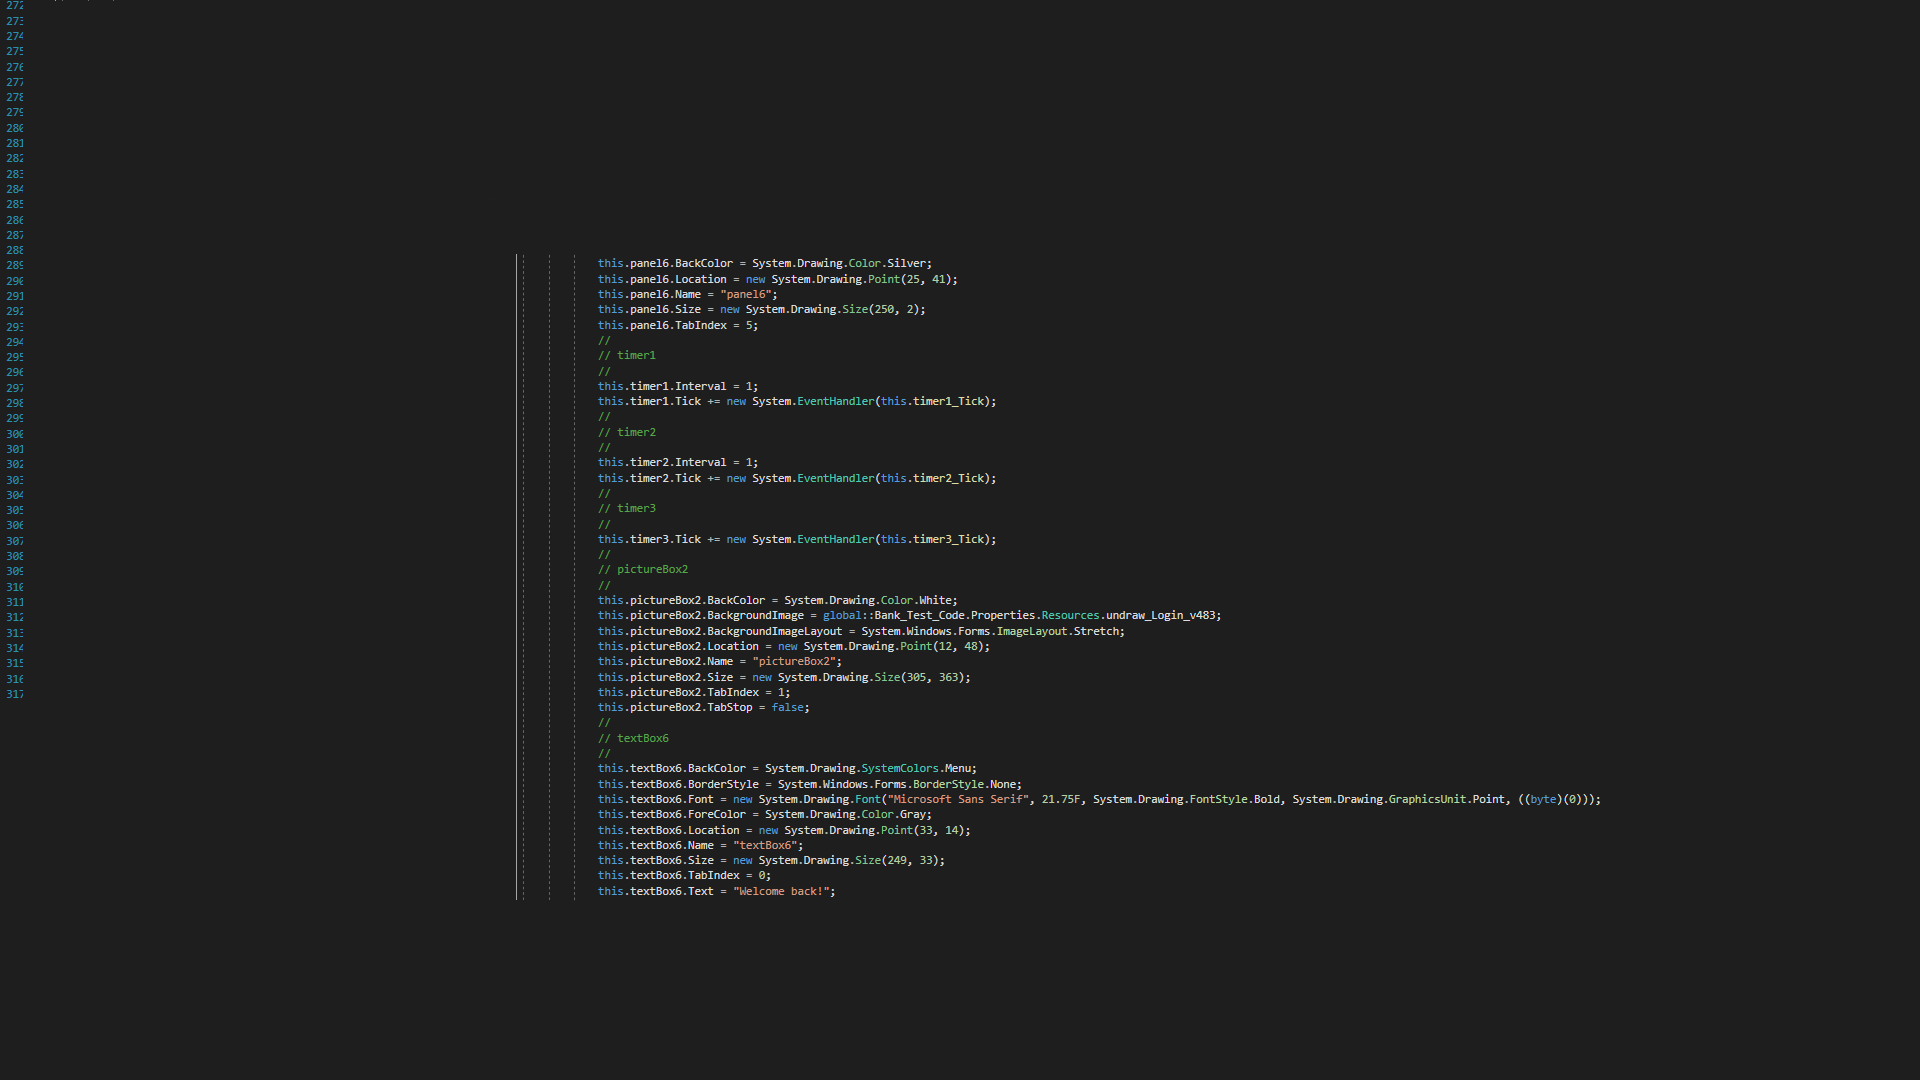 272
273
274
275
276
277
278
279
280
281
282
283
284
285
286
287
288
289
290
291
292
293
294
295
296
297
298
299
300
301
302
303
304
305
306
307
308
309
310
311
312
313
314
315
316
317
this.panel6.BackColor = System.Drawing.Color.Silver;
this.panel6.Location = new System.Drawing.Point(25, 41);
this.panel6.Name = "panel6";
this.panel6.Size = new System.Drawing.Size(250, 2);
this.panel6.TabIndex = 5;
//
// timer1
//
this.timer1.Interval = 1;
this.timer1.Tick += new System.EventHandler(this.timer1_Tick);
//
// timer2
//
this.timer2.Interval = 1;
this.timer2.Tick += new System.EventHandler(this.timer2_Tick);
//
// timer3
//
this.timer3.Tick += new System.EventHandler(this.timer3_Tick);
//
// pictureBox2
//
this.pictureBox2.BackColor = System.Drawing.Color.White;
this.pictureBox2.BackgroundImage = global::Bank_Test_Code.Properties.Resources.undraw_Login_v483;
this.pictureBox2.BackgroundImageLayout = System.Windows.Forms.ImageLayout.Stretch;
this.pictureBox2.Location = new System.Drawing.Point(12, 48);
this.pictureBox2.Name = "pictureBox2";
this.pictureBox2.Size = new System.Drawing.Size(305, 363);
this.pictureBox2.TabIndex = 1;
this.pictureBox2.TabStop = false;
//
// textBox6
//
this.textBox6.BackColor = System.Drawing.SystemColors.Menu;
this.textBox6.BorderStyle = System.Windows.Forms.BorderStyle.None;
this.textBox6.Font = new System.Drawing.Font("Microsoft Sans Serif", 21.75F, System.Drawing.FontStyle.Bold, System.Drawing.GraphicsUnit.Point, ((byte)(0)));
this.textBox6.ForeColor = System.Drawing.Color.Gray;
this.textBox6.Location = new System.Drawing.Point(33, 14);
this.textBox6.Name = "textBox6";
this.textBox6.Size = new System.Drawing.Size(249, 33);
this.textBox6.TabIndex = 0;
this.textBox6.Text = "Welcome back!";